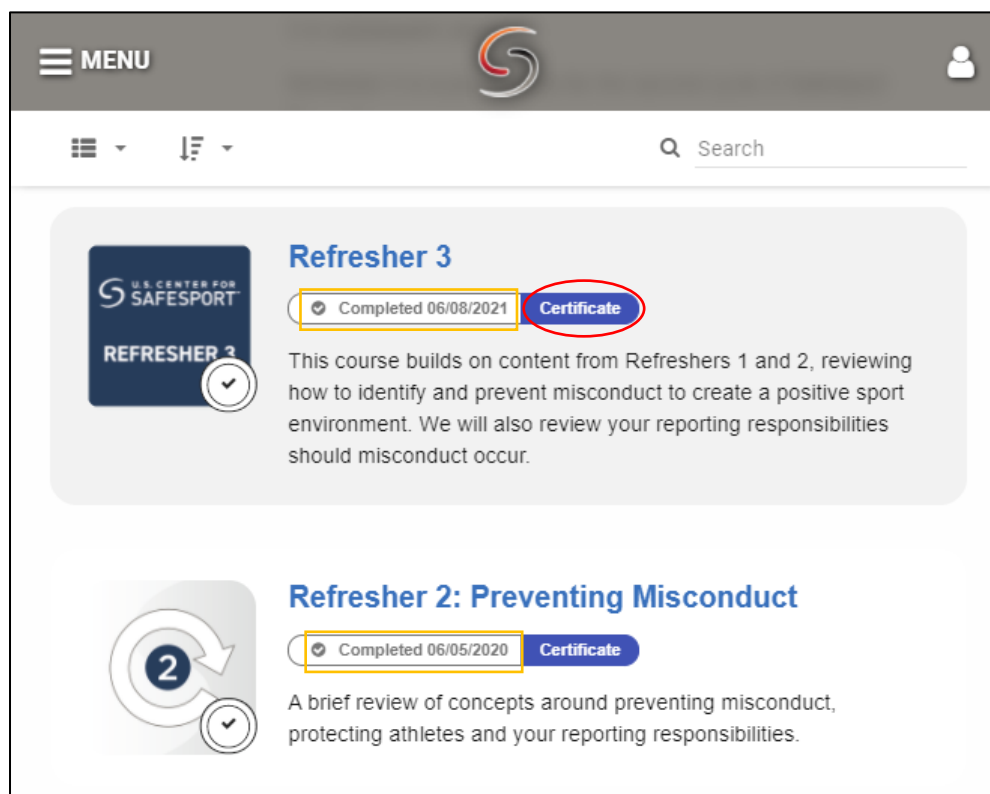 MENU
Search
U.S. CENTER FOR
SAFESPORT
REFRESHER 3
Refresher 3
Completed 06/08/2021 Certificate
This course builds on content from Refreshers 1 and 2, reviewing
how to identify and prevent misconduct to create a positive sport
environment. We will also review your reporting responsibilities
should misconduct occur.
2
Refresher 2: Preventing Misconduct
Completed 06/05/2020 Certificate
A brief review of concepts around preventing misconduct,
protecting athletes and your reporting responsibilities.